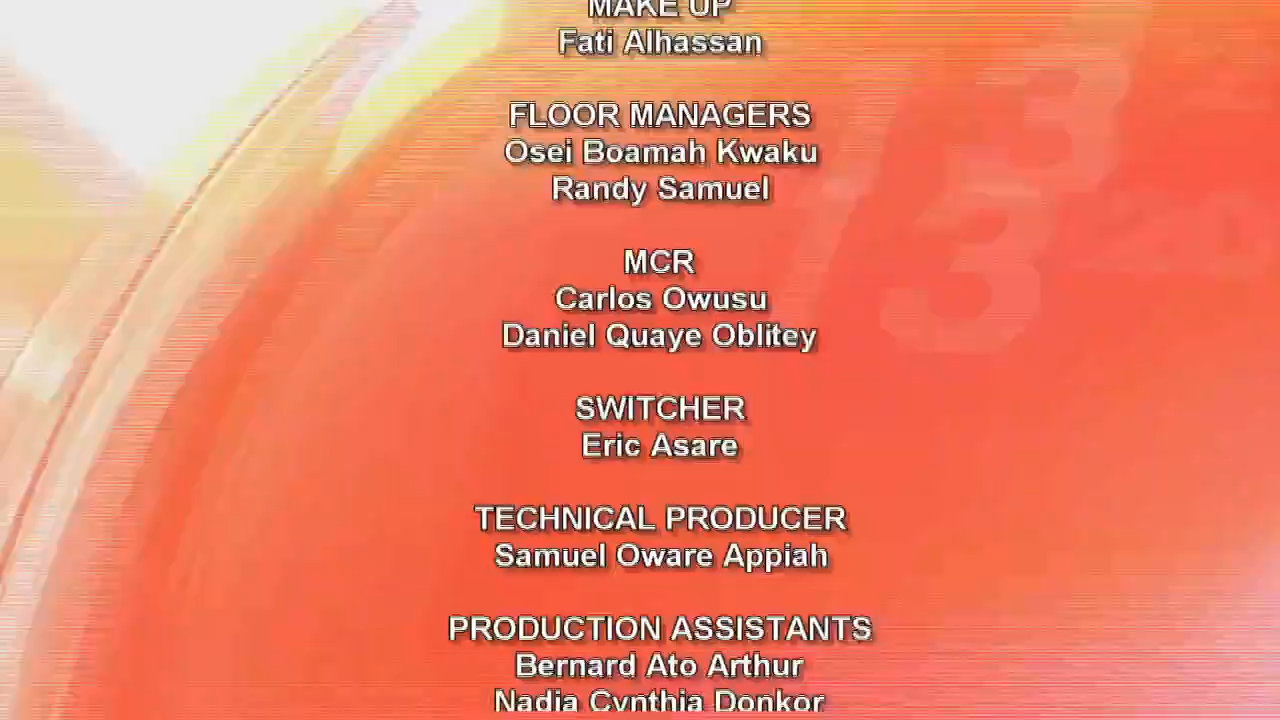 MAKE UP
Fati Alhassan
FLOOR MANAGERS
Osei Boamah Kwaku
Randy Samuel
MCR
Carlos Owusu
Daniel Quaye Oblitey
SWITCHER
Eric Asare
TECHNICAL PRODUCER
Samuel Oware Appiah
PRODUCTION ASSISTANTS
Bernard Ato Arthur
Nadia Cynthia Donkor